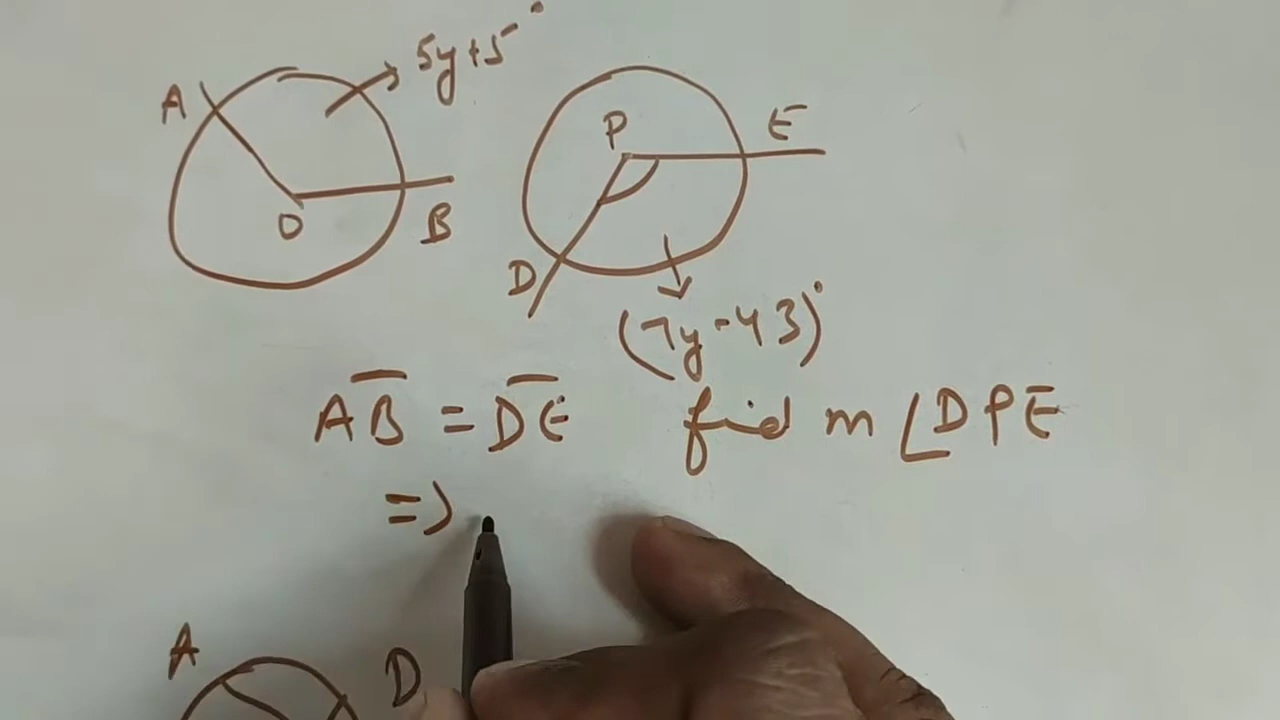 5y+5°
A
E
P
O
B
D
(7y-43)°
AB = DE find m ∠DPE
=>
A
D